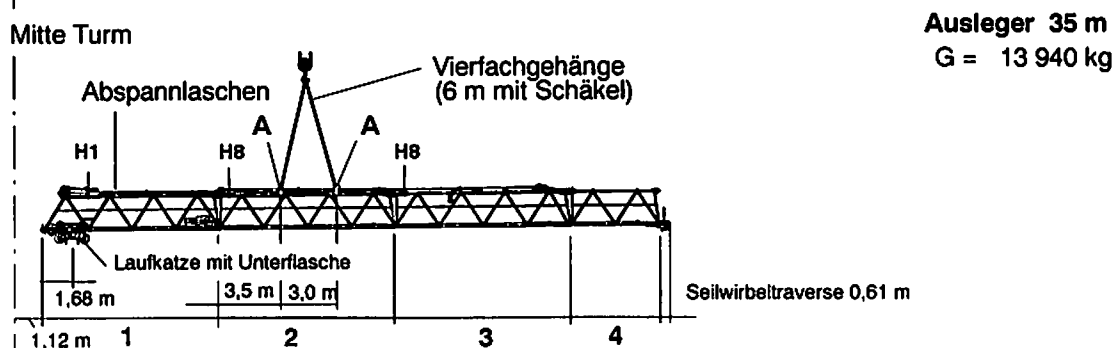 Mitte Turm
Ausleger 35 m
G = 13 940 kg
Vierfachgehänge
(6 m mit Schäkel)
Abspannlaschen
A A
H1 H8 H8
Laufkatze mit Unterflasche
1,68 m 3,5 m 3,0 m Seilwirbeltraverse 0,61 m
1,12 m 1 2 3 4